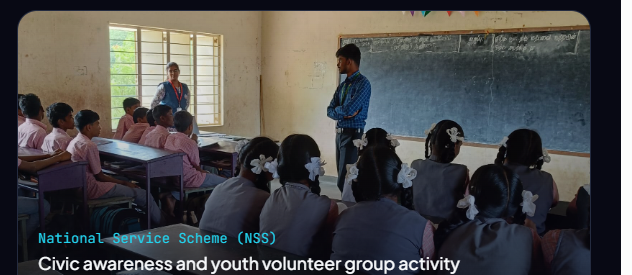 National Service Scheme (NSS)
Civic awareness and youth volunteer group activity